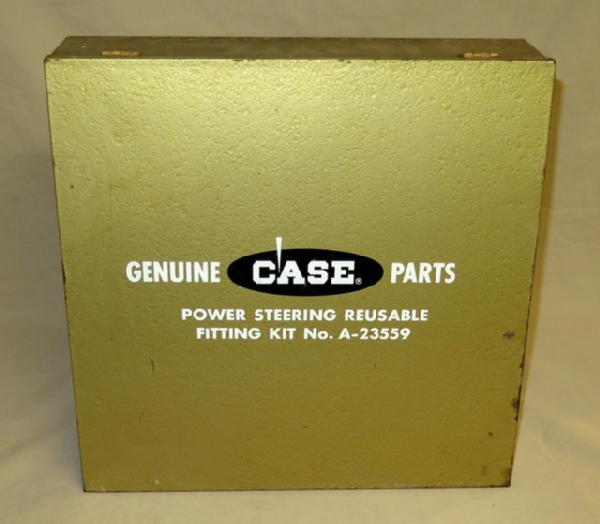 GENUINE CASE® PARTS
POWER STEERING REUSABLE
FITTING KIT No. A-23559